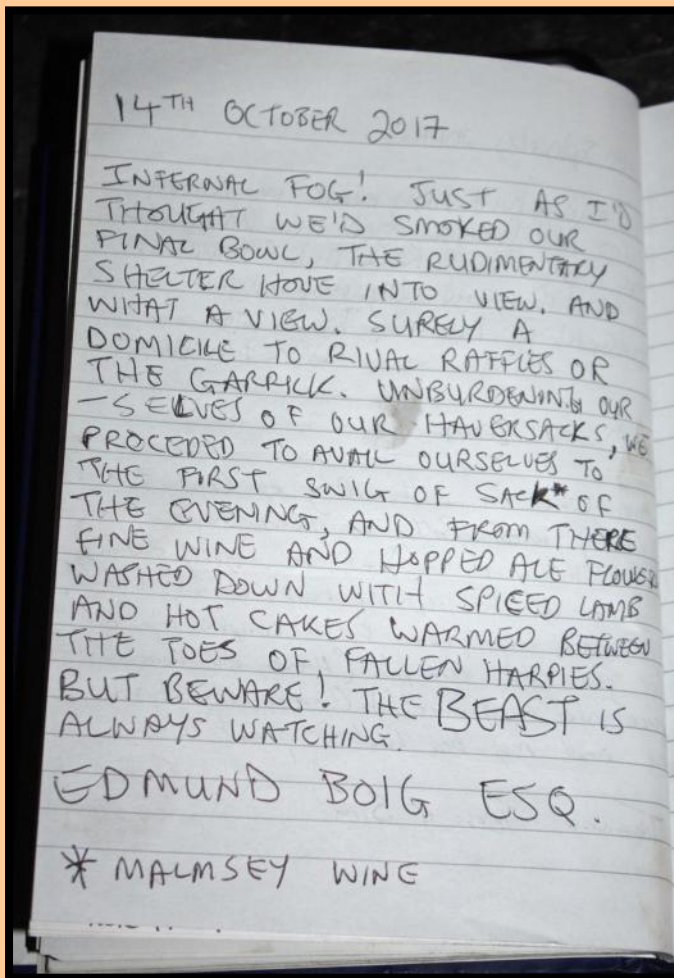 14TH OCTOBER 2017
INFERNAL FOG! JUST AS I'D
THOUGHT WE'D SMOKED OUR
FINAL BOWL, THE RUDIMENTARY
SHELTER HOVE INTO VIEW. AND
WHAT A VIEW. SURELY A
DOMICILE TO RIVAL RAFFLES OR
THE GARRICK. UNBURDENING OUR
-SELVES OF OUR HAVERSACKS, WE
PROCEDED TO AVAIL OURSELVES TO
THE FIRST SWIG OF SACK* OF
THE EVENING, AND FROM THERE
FINE WINE AND HOPPED ALE FLOWED
WASHED DOWN WITH SPICED LAMB
AND HOT CAKES WARMED BETWEEN
THE TOES OF FALLEN HARPIES.
BUT BEWARE! THE BEAST IS
ALWAYS WATCHING.
EDMUND BOIG ESQ.
* MALMSEY WINE